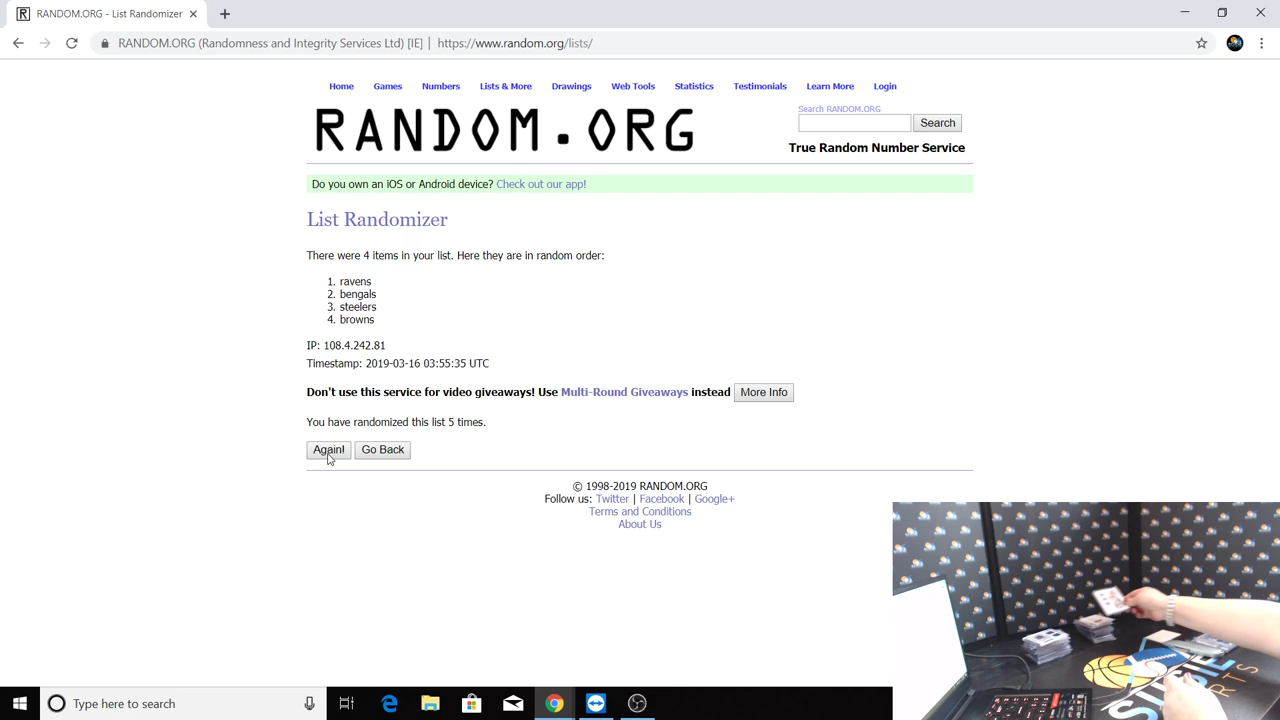 RANDOM.ORG - List Randomizer
RANDOM.ORG (Randomness and Integrity Services Ltd) [IE] | https://www.random.org/lists/
Home Games Numbers Lists & More Drawings Web Tools Statistics Testimonials Learn More Login
RANDOM.ORG
Search RANDOM.ORG
Search
True Random Number Service
Do you own an iOS or Android device? Check out our app!
List Randomizer
There were 4 items in your list. Here they are in random order:
1. ravens
2. bengals
3. steelers
4. browns
IP: 108.4.242.81
Timestamp: 2019-03-16 03:55:35 UTC
Don't use this service for video giveaways! Use Multi-Round Giveaways instead More Info
You have randomized this list 5 times.
Again! Go Back
© 1998-2019 RANDOM.ORG
Follow us: Twitter | Facebook | Google+
Terms and Conditions
About Us
Type here to search